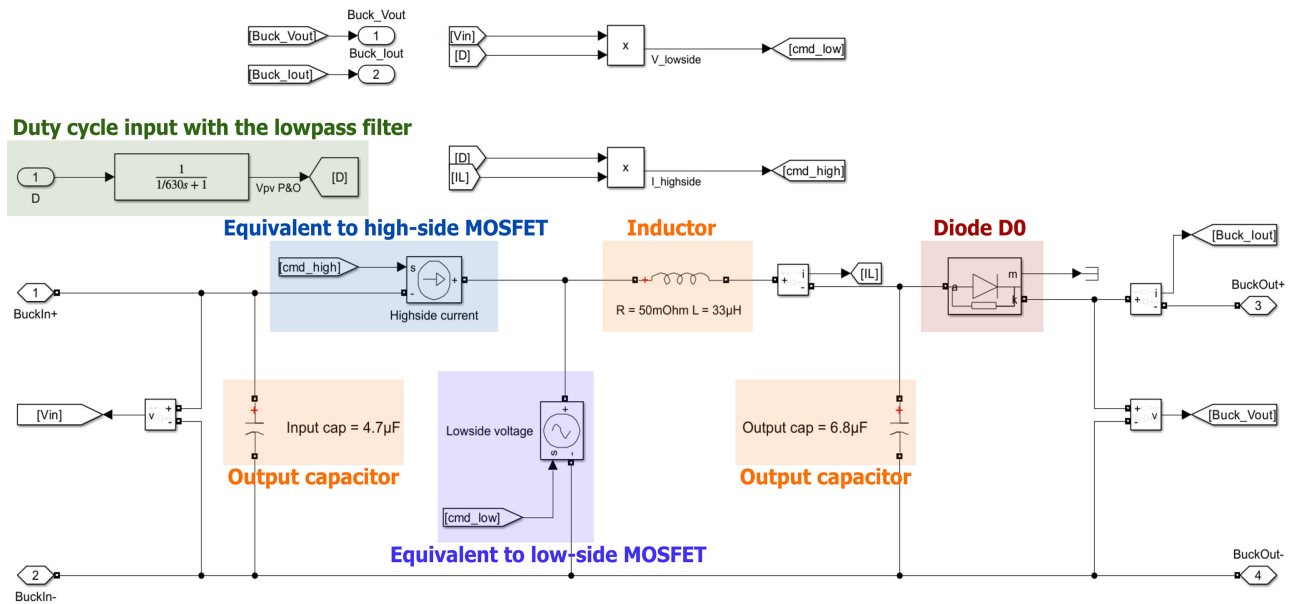 Buck_Vout
[Buck_Vout]
1
[Vin]
[D]
x
V_lowside
[cmd_low]
Buck_Iout
[Buck_Iout]
2
Duty cycle input with the lowpass filter
1
D
1
1/630s + 1
Vpv P&O
[D]
[D]
[IL]
x
I_highside
[cmd_high]
Equivalent to high-side MOSFET
Inductor
Diode D0
[cmd_high]
s
-
+
Highside current
+
R = 50mOhm L = 33µH
+
i
-
[IL]
a
m
k
[Buck_Iout]
+
i
-
BuckOut+
3
1
BuckIn+
[Vin]
v
+
-
+
Input cap = 4.7µF
Output capacitor
Lowside voltage
+
s
-
[cmd_low]
Equivalent to low-side MOSFET
+
Output cap = 6.8µF
Output capacitor
+
-
v
[Buck_Vout]
2
BuckIn-
BuckOut-
4